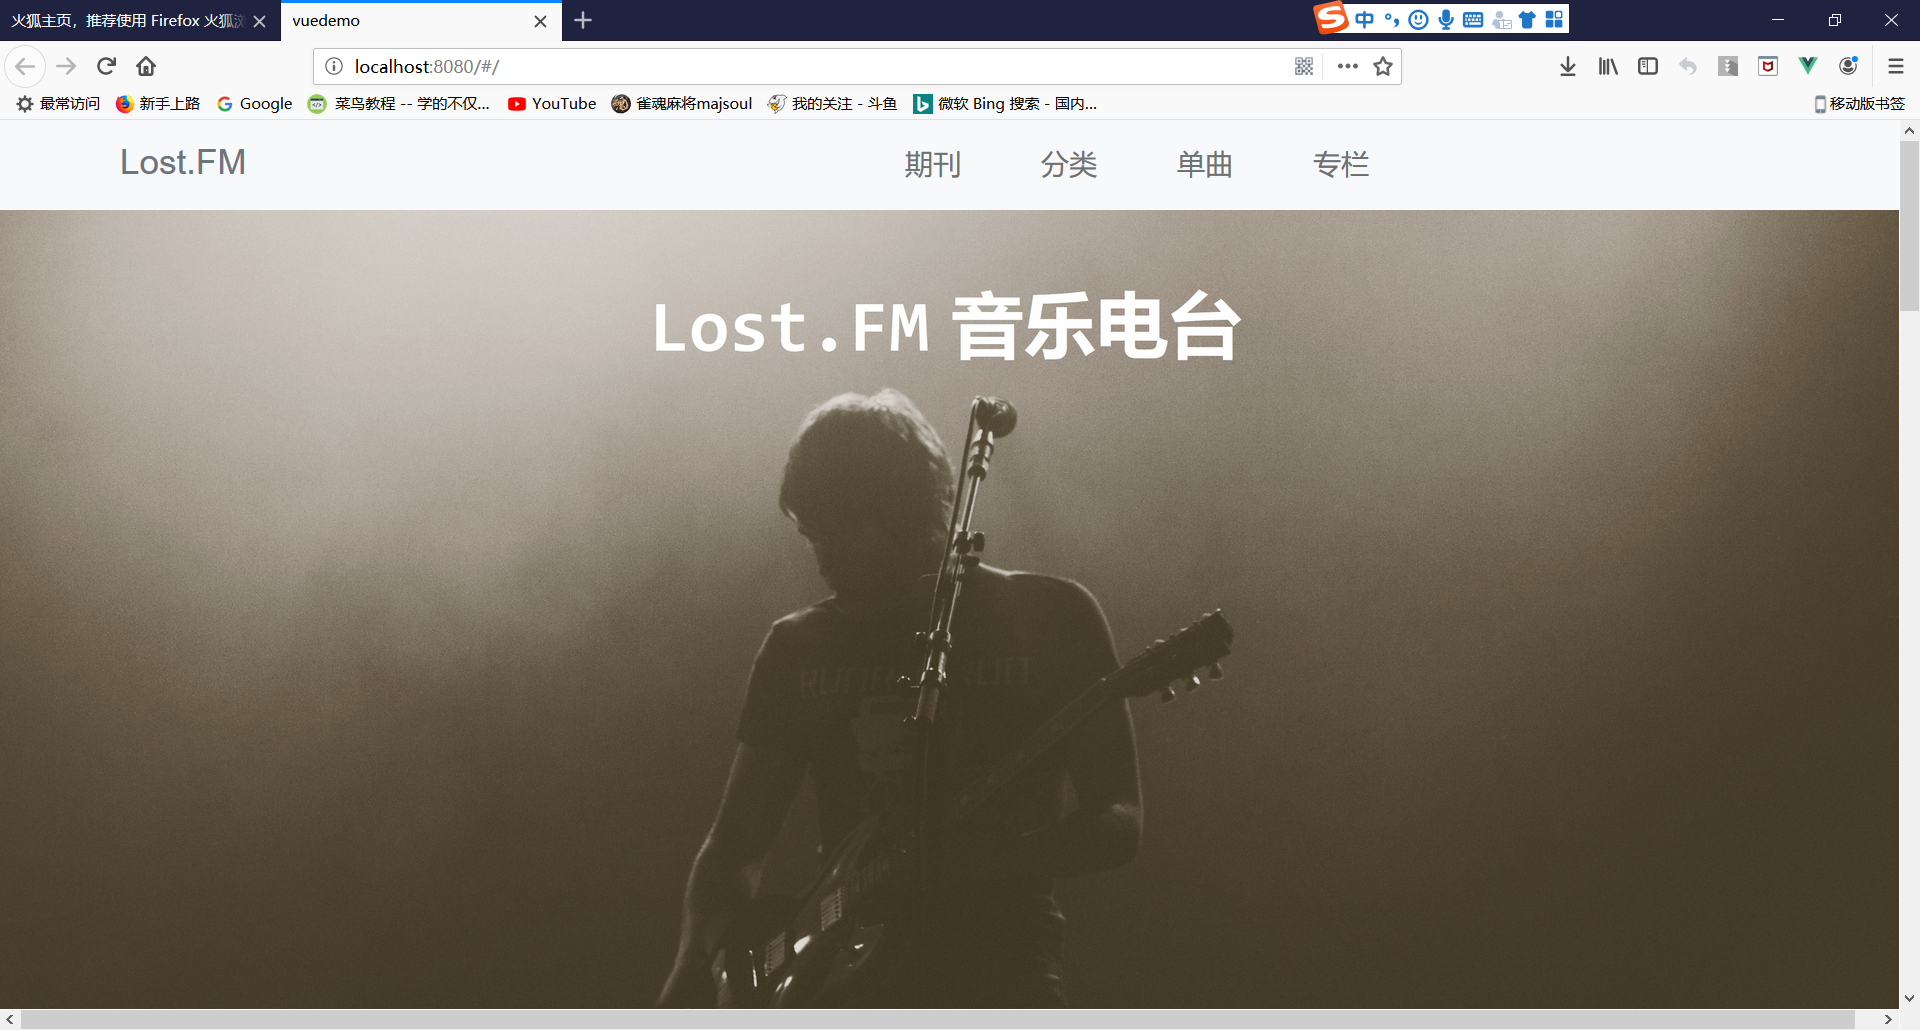 火狐主页，推荐使用 Firefox 火狐浏
vuedemo
中
localhost:8080/#/
最常访问
新手上路
Google
菜鸟教程 -- 学的不仅...
YouTube
雀魂麻将majsoul
我的关注 - 斗鱼
微软 Bing 搜索 - 国内...
移动版书签
Lost.FM
期刊
分类
单曲
专栏
Lost.FM 音乐电台